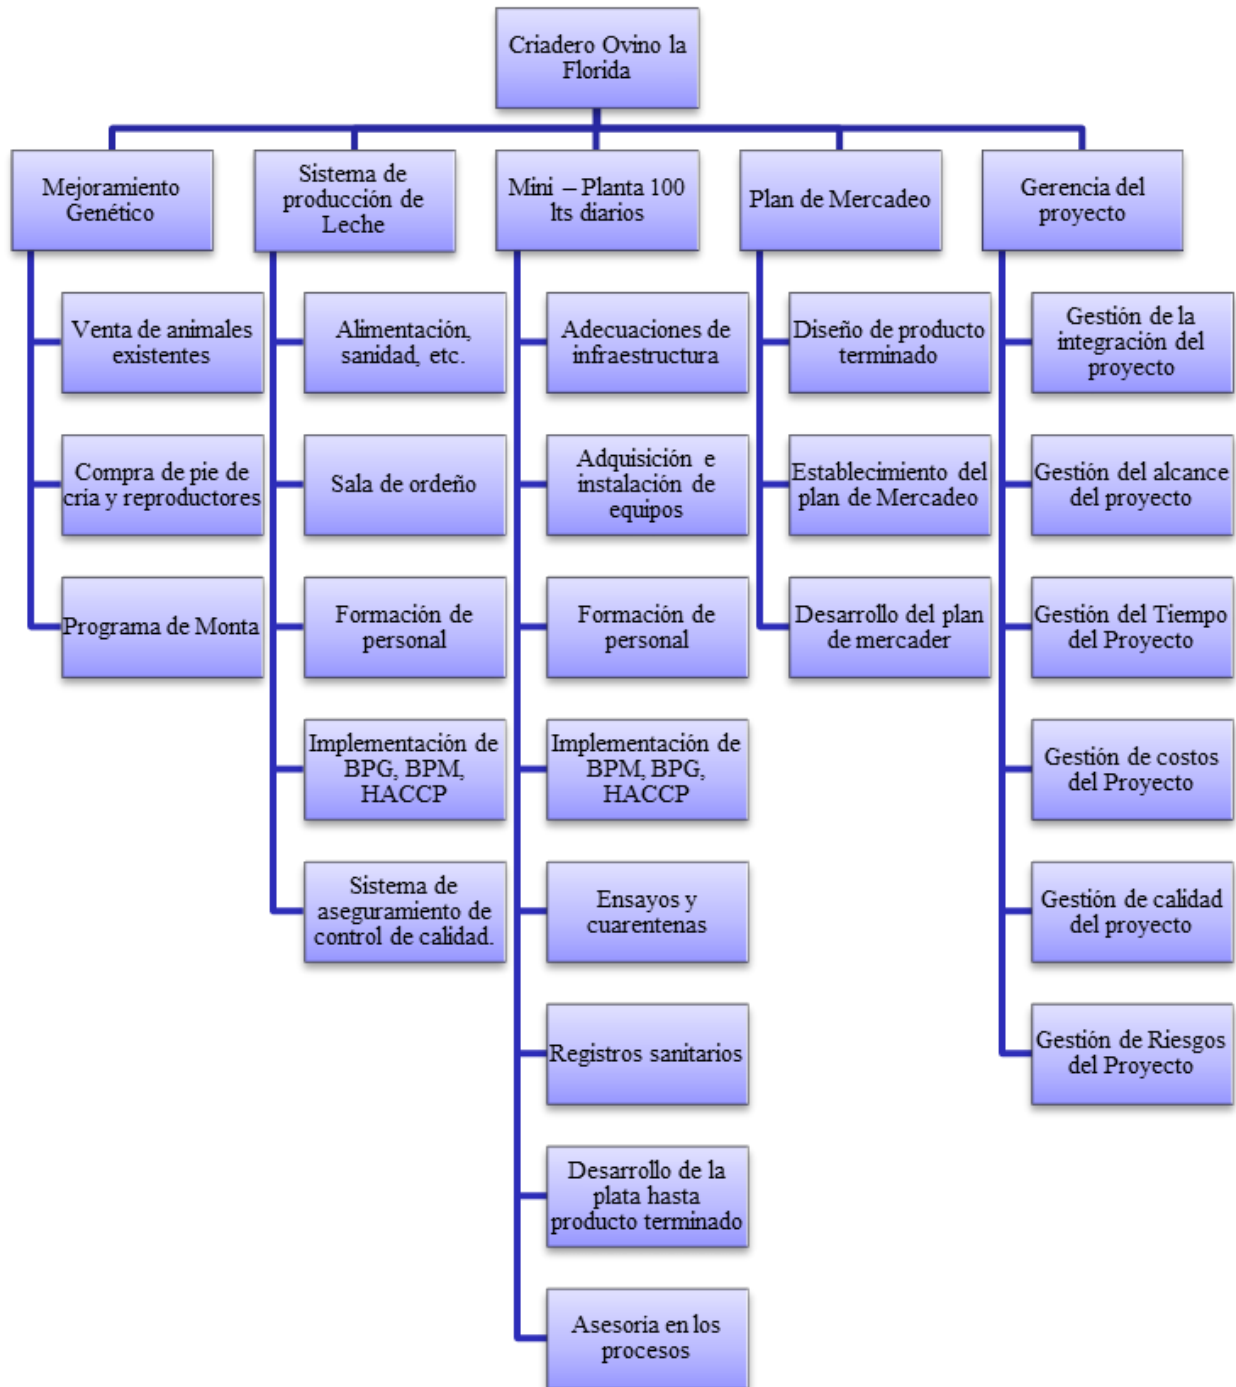 Criadero Ovino la
Florida
Mejoramiento
Genético
Venta de animales
existentes
Compra de pie de
cría y reproductores
Programa de Monta
Sistema de
producción de
Leche
Alimentación,
sanidad, etc.
Sala de ordeño
Formación de
personal
Implementación de
BPG, BPM,
HACCP
Sistema de
aseguramiento de
control de calidad.
Mini – Planta 100
lts diarios
Adecuaciones de
infraestructura
Adquisición e
instalación de
equipos
Formación de
personal
Implementación de
BPM, BPG,
HACCP
Ensayos y
cuarentenas
Registros sanitarios
Desarrollo de la
plata hasta
producto terminado
Asesoria en los
procesos
Plan de Mercadeo
Diseño de producto
terminado
Establecimiento del
plan de Mercadeo
Desarrollo del plan
de mercader
Gerencia del
proyecto
Gestión de la
integración del
proyecto
Gestión del alcance
del proyecto
Gestión del Tiempo
del Proyecto
Gestión de costos
del Proyecto
Gestión de calidad
del proyecto
Gestión de Riesgos
del Proyecto